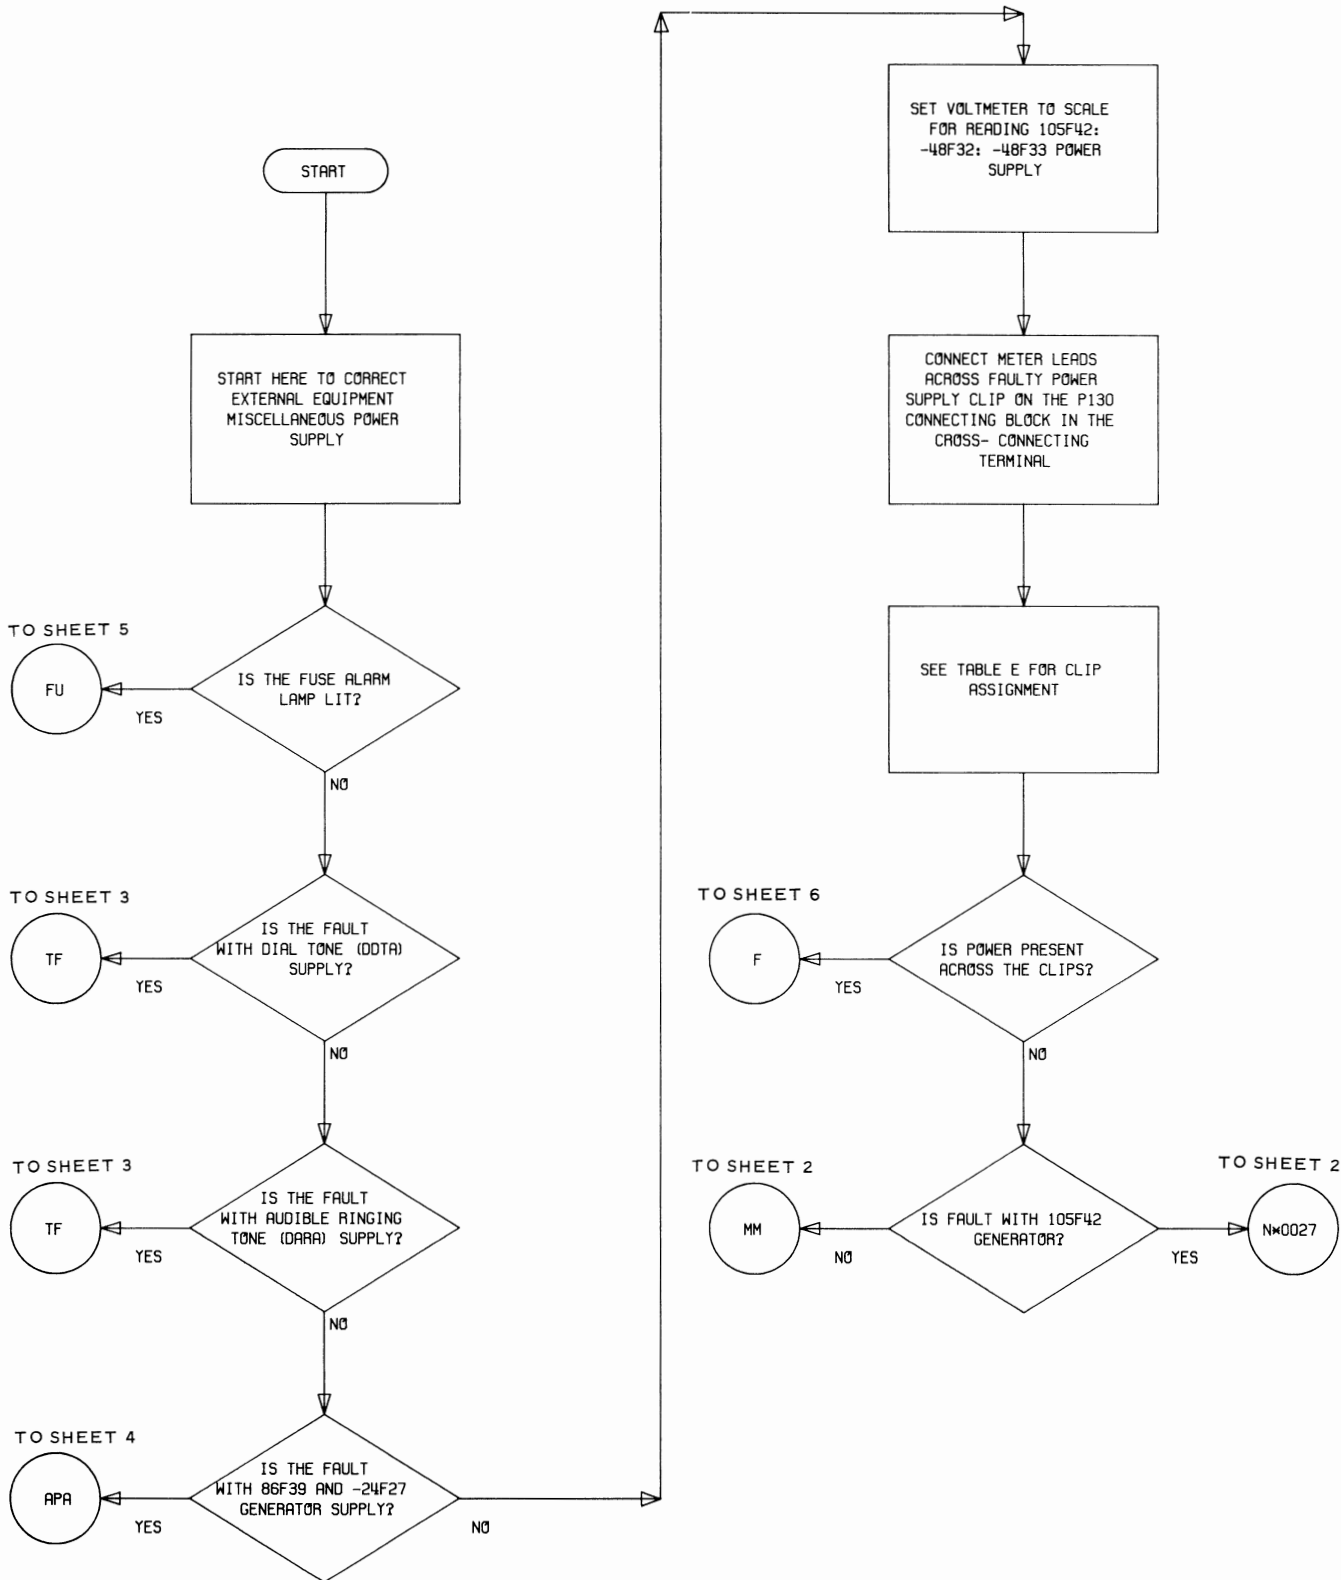 START
START HERE TO CORRECT
EXTERNAL EQUIPMENT
MISCELLANEOUS POWER
SUPPLY
TO SHEET 5
FU
YES
IS THE FUSE ALARM
LAMP LIT?
NO
TO SHEET 3
TF
YES
IS THE FAULT
WITH DIAL TONE (DDTA)
SUPPLY?
NO
TO SHEET 3
TF
YES
IS THE FAULT
WITH AUDIBLE RINGING
TONE (DARA) SUPPLY?
NO
TO SHEET 4
APA
YES
IS THE FAULT
WITH 86F39 AND -24F27
GENERATOR SUPPLY?
NO
SET VOLTMETER TO SCALE
FOR READING 105F42:
-48F32: -48F33 POWER
SUPPLY
CONNECT METER LEADS
ACROSS FAULTY POWER
SUPPLY CLIP ON THE P130
CONNECTING BLOCK IN THE
CROSS- CONNECTING
TERMINAL
SEE TABLE E FOR CLIP
ASSIGNMENT
TO SHEET 6
F
YES
IS POWER PRESENT
ACROSS THE CLIPS?
NO
TO SHEET 2
MM
NO
IS FAULT WITH 105F42
GENERATOR?
YES
TO SHEET 2
N*0027